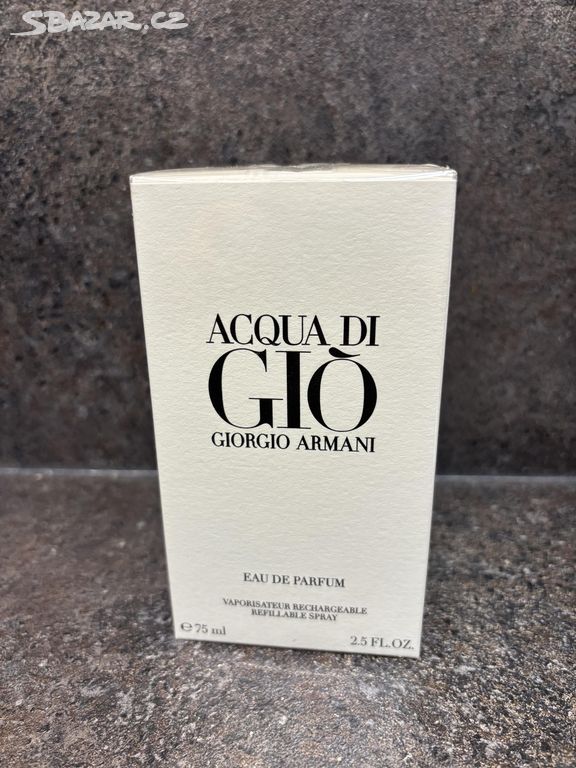 SBAZAR.CZ
ACQUA DI
GIÒ
GIORGIO ARMANI
EAU DE PARFUM
VAPORISATEUR RECHARGEABLE
REFILLABLE SPRAY
℮ 75 ml
2.5 FL.OZ.